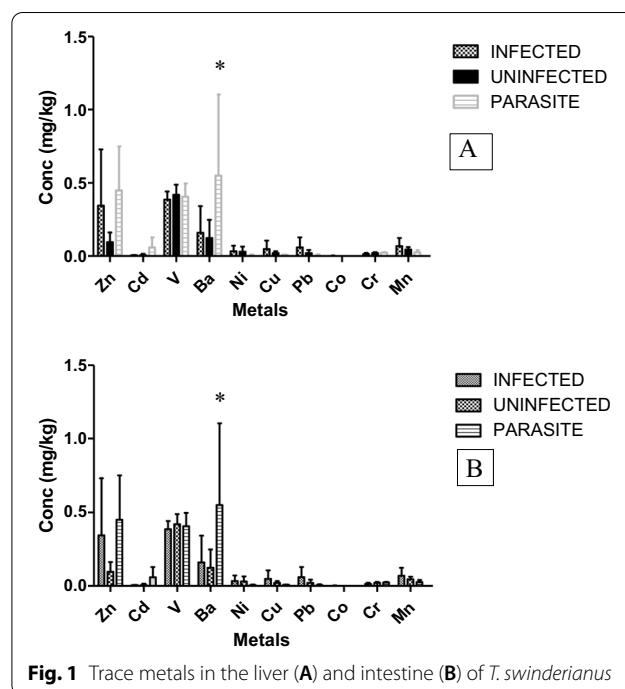 1.5
1.0
0.5
0.0
Conc (mg/kg)
*
Zn Cd V Ba Ni Cu Pb Co Cr Mn
Metals
INFECTED
UNINFECTED
PARASITE
A
1.5
1.0
0.5
0.0
Conc (mg/kg)
*
Zn Cd V Ba Ni Cu Pb Co Cr Mn
Metals
INFECTED
UNINFECTED
PARASITE
B
Fig. 1 Trace metals in the liver (A) and intestine (B) of T. swinderianus